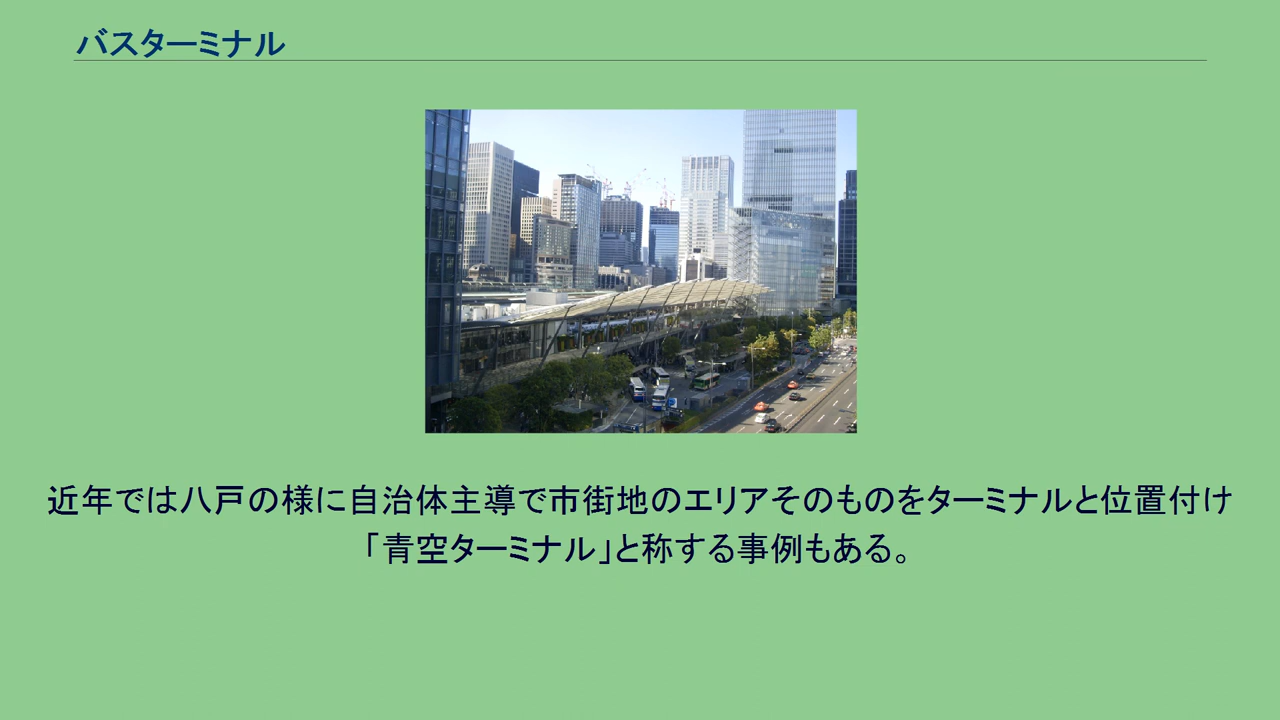 バスターミナル
近年では八戸の様に自治体主導で市街地のエリアそのものをターミナルと位置付け
「青空ターミナル」と称する事例もある。